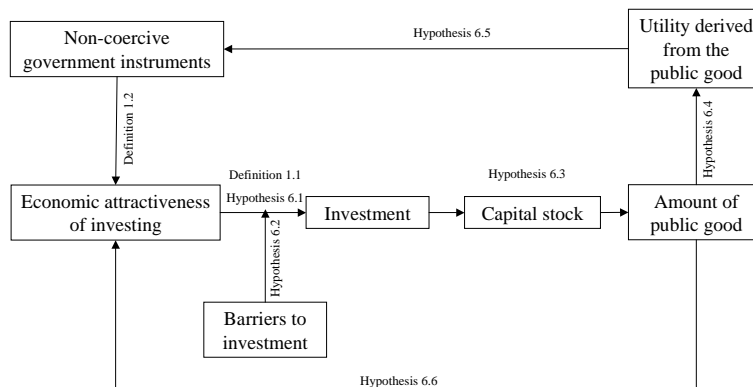 Non-coercive
government instruments
Hypothesis 6.5
Utility derived
from the
public good
Definition 1.2
Hypothesis 6.4
Economic attractiveness
of investing
Definition 1.1
Hypothesis 6.1
Hypothesis 6.2
Investment
Hypothesis 6.3
Capital stock
Amount of
public good
Barriers to
investment
Hypothesis 6.6